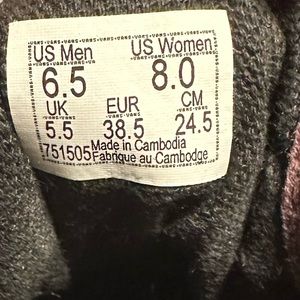 US Men US Women
6.5 8.0
UK EUR CM
5.5 38.5 24.5
751505 Made in Cambodia
Fabrique au Cambodge